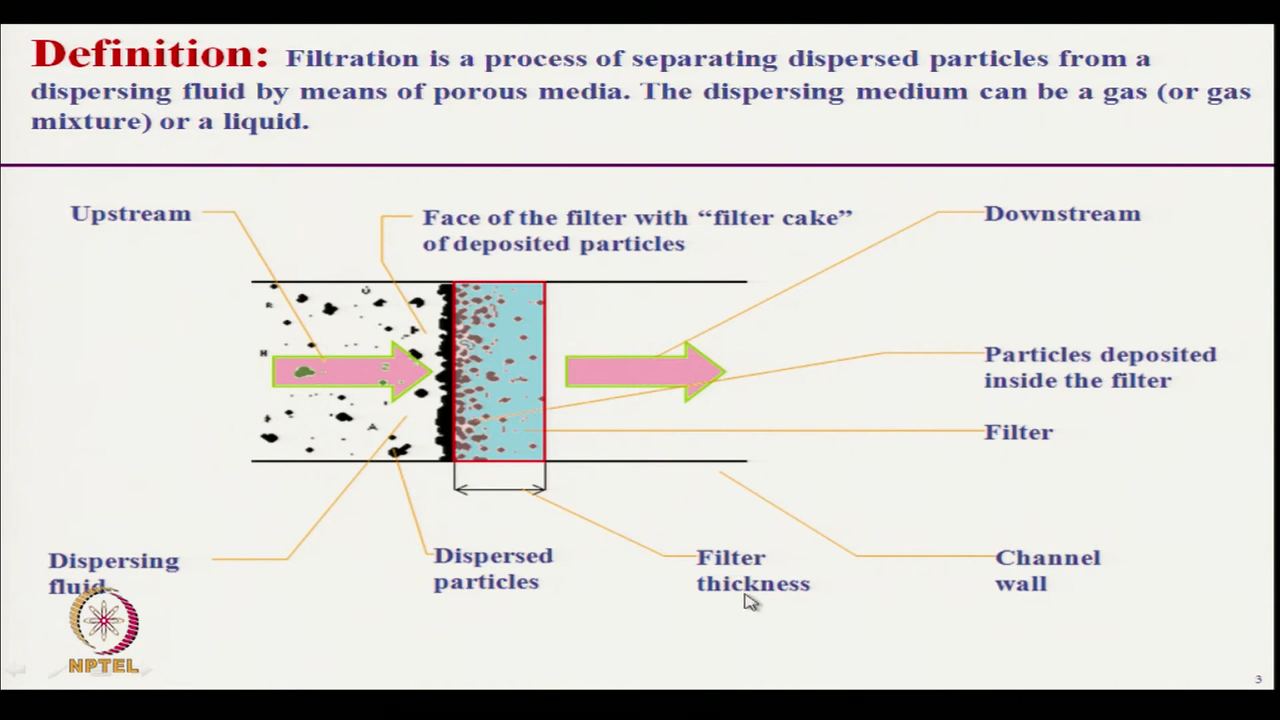 Definition: Filtration is a process of separating dispersed particles from a
dispersing fluid by means of porous media. The dispersing medium can be a gas (or gas
mixture) or a liquid.
Upstream
Face of the filter with “filter cake”
of deposited particles
Downstream
Particles deposited
inside the filter
Filter
Dispersing
fluid
Dispersed
particles
Filter
thickness
Channel
wall
NPTEL
3